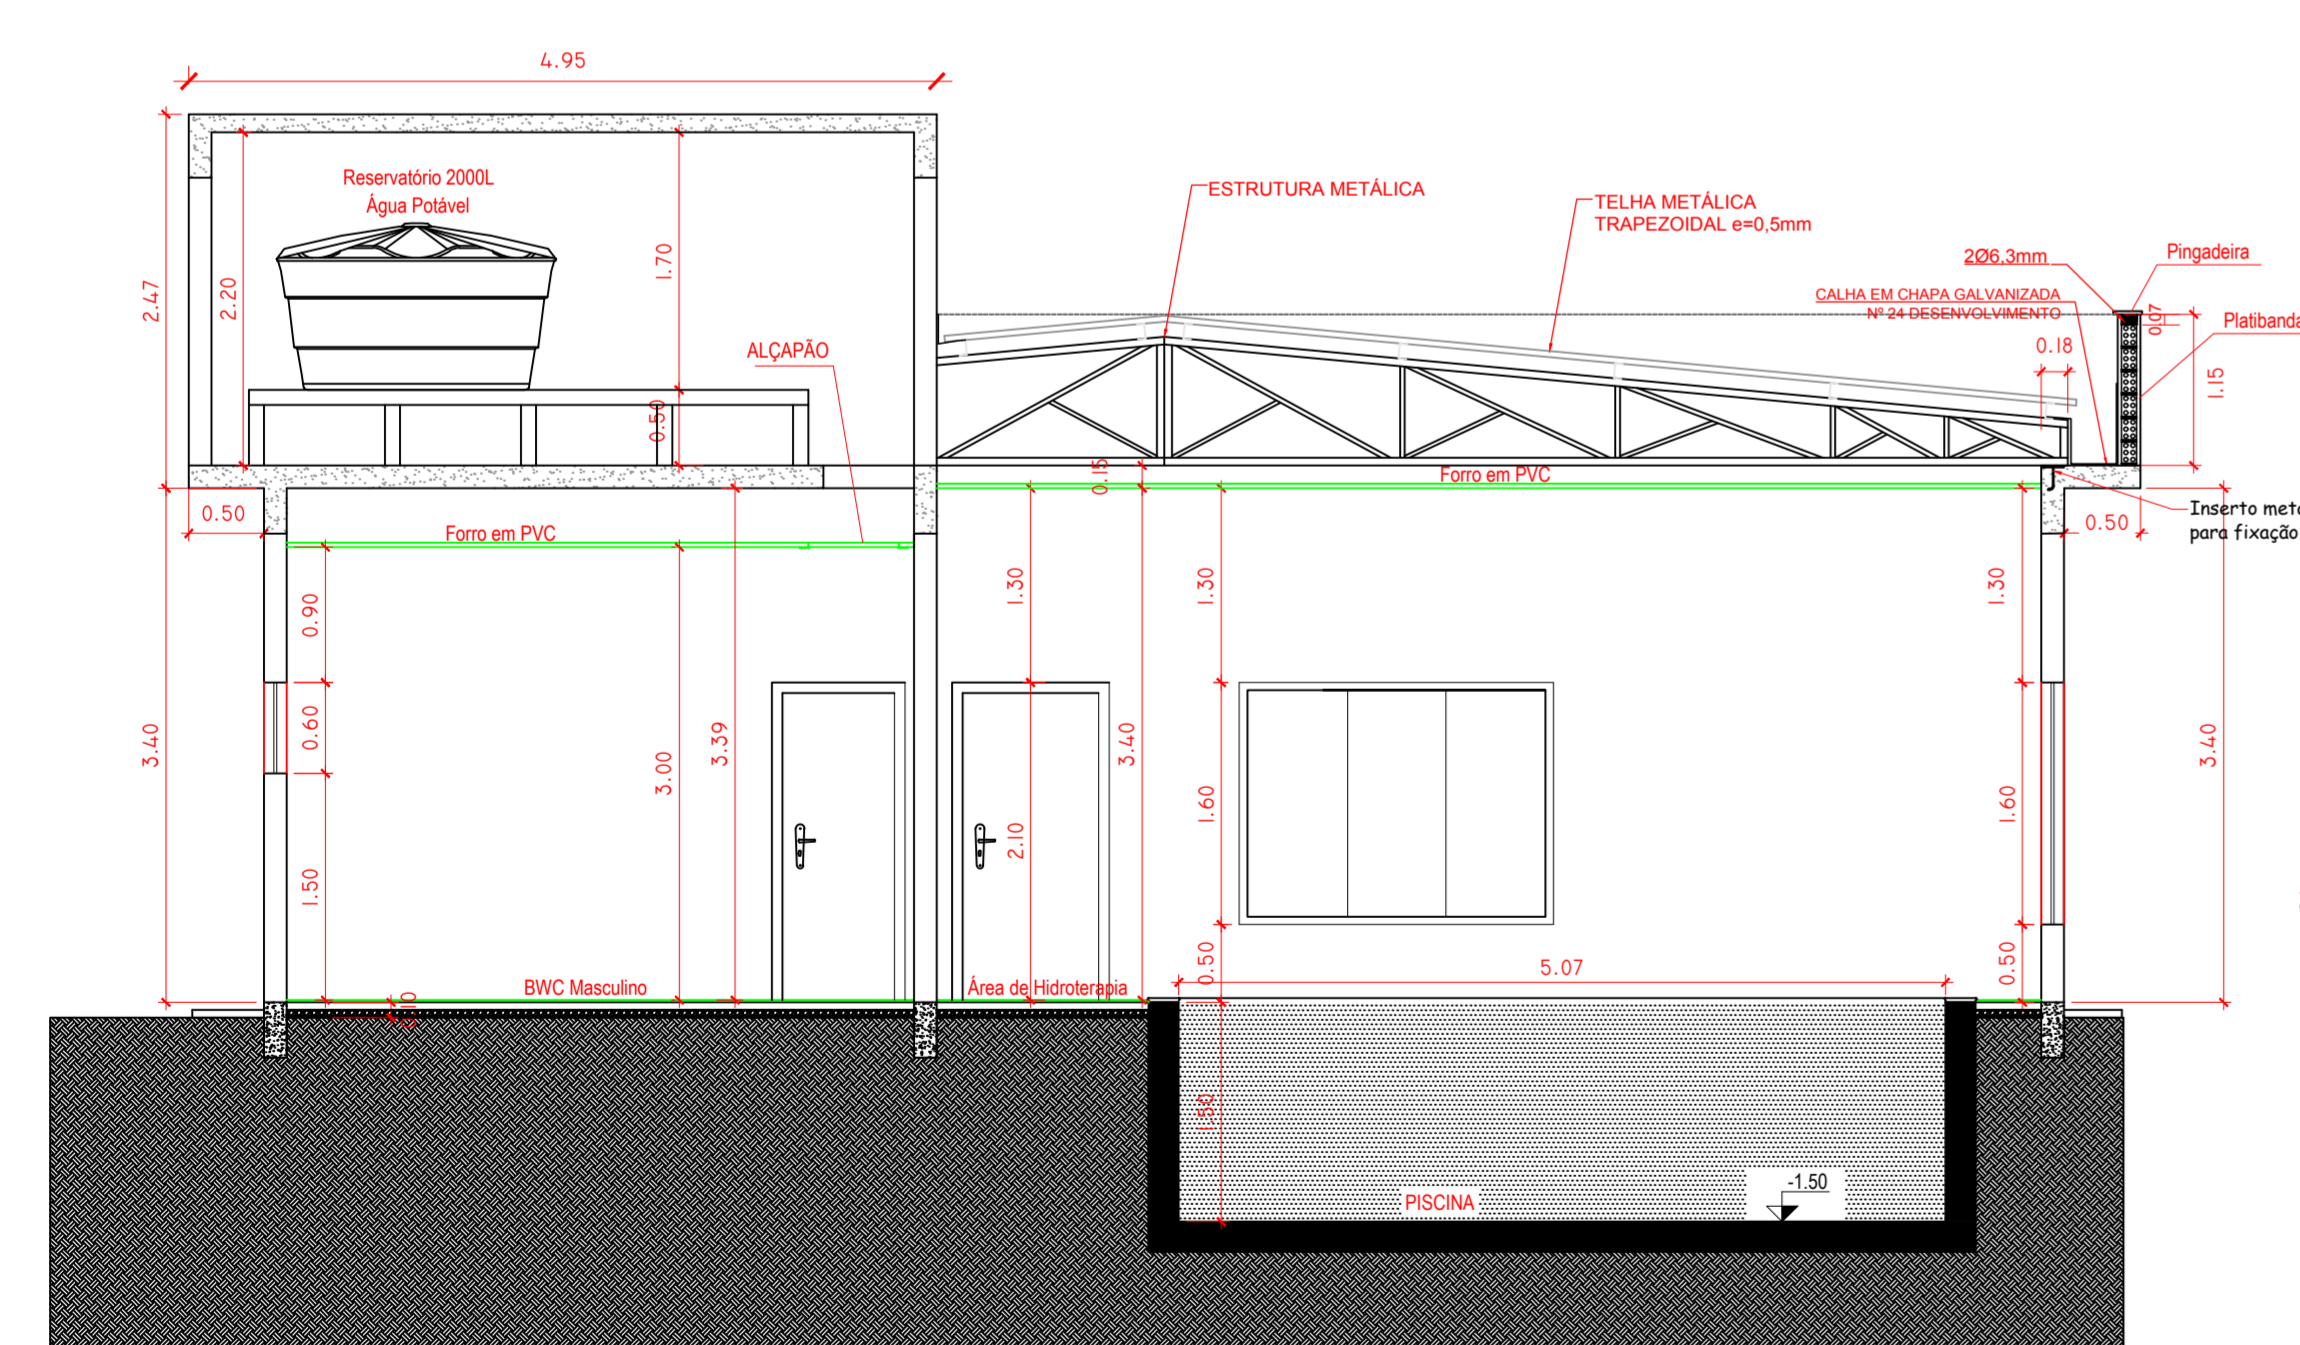 4.95
Reservatório 2000L
Água Potável
2.47
2.20
1.70
0.50
ALÇAPÃO
ESTRUTURA METÁLICA
TELHA METÁLICA
TRAPEZOIDAL e=0,5mm
2Ø6,3mm
Pingadeira
CALHA EM CHAPA GALVANIZADA
Nº 24 DESENVOLVIMENTO
0.07
Platibanda
0.18
1.15
0.15
Forro em PVC
0.50
Forro em PVC
Inserto
para fixação
0.50
0.90
1.30
1.30
1.30
0.60
3.40
3.00
3.39
3.40
1.60
1.60
3.40
2.10
1.50
0.50
0.50
5.07
BWC Masculino
Área de Hidroterapia
0.10
1.50
PISCINA
-1.50